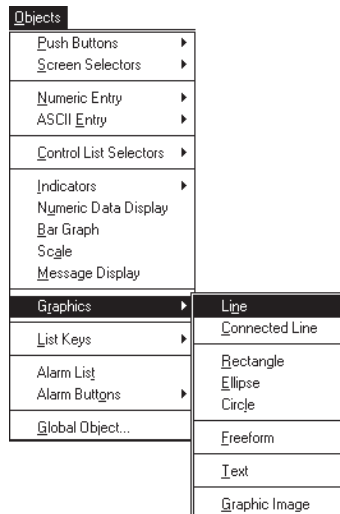 Objects
Push Buttons
Screen Selectors
Numeric Entry
ASCII Entry
Control List Selectors
Indicators
Numeric Data Display
Bar Graph
Scale
Message Display
Graphics
List Keys
Alarm List
Alarm Buttons
Global Object...
Line
Connected Line
Rectangle
Ellipse
Circle
Freeform
Text
Graphic Image